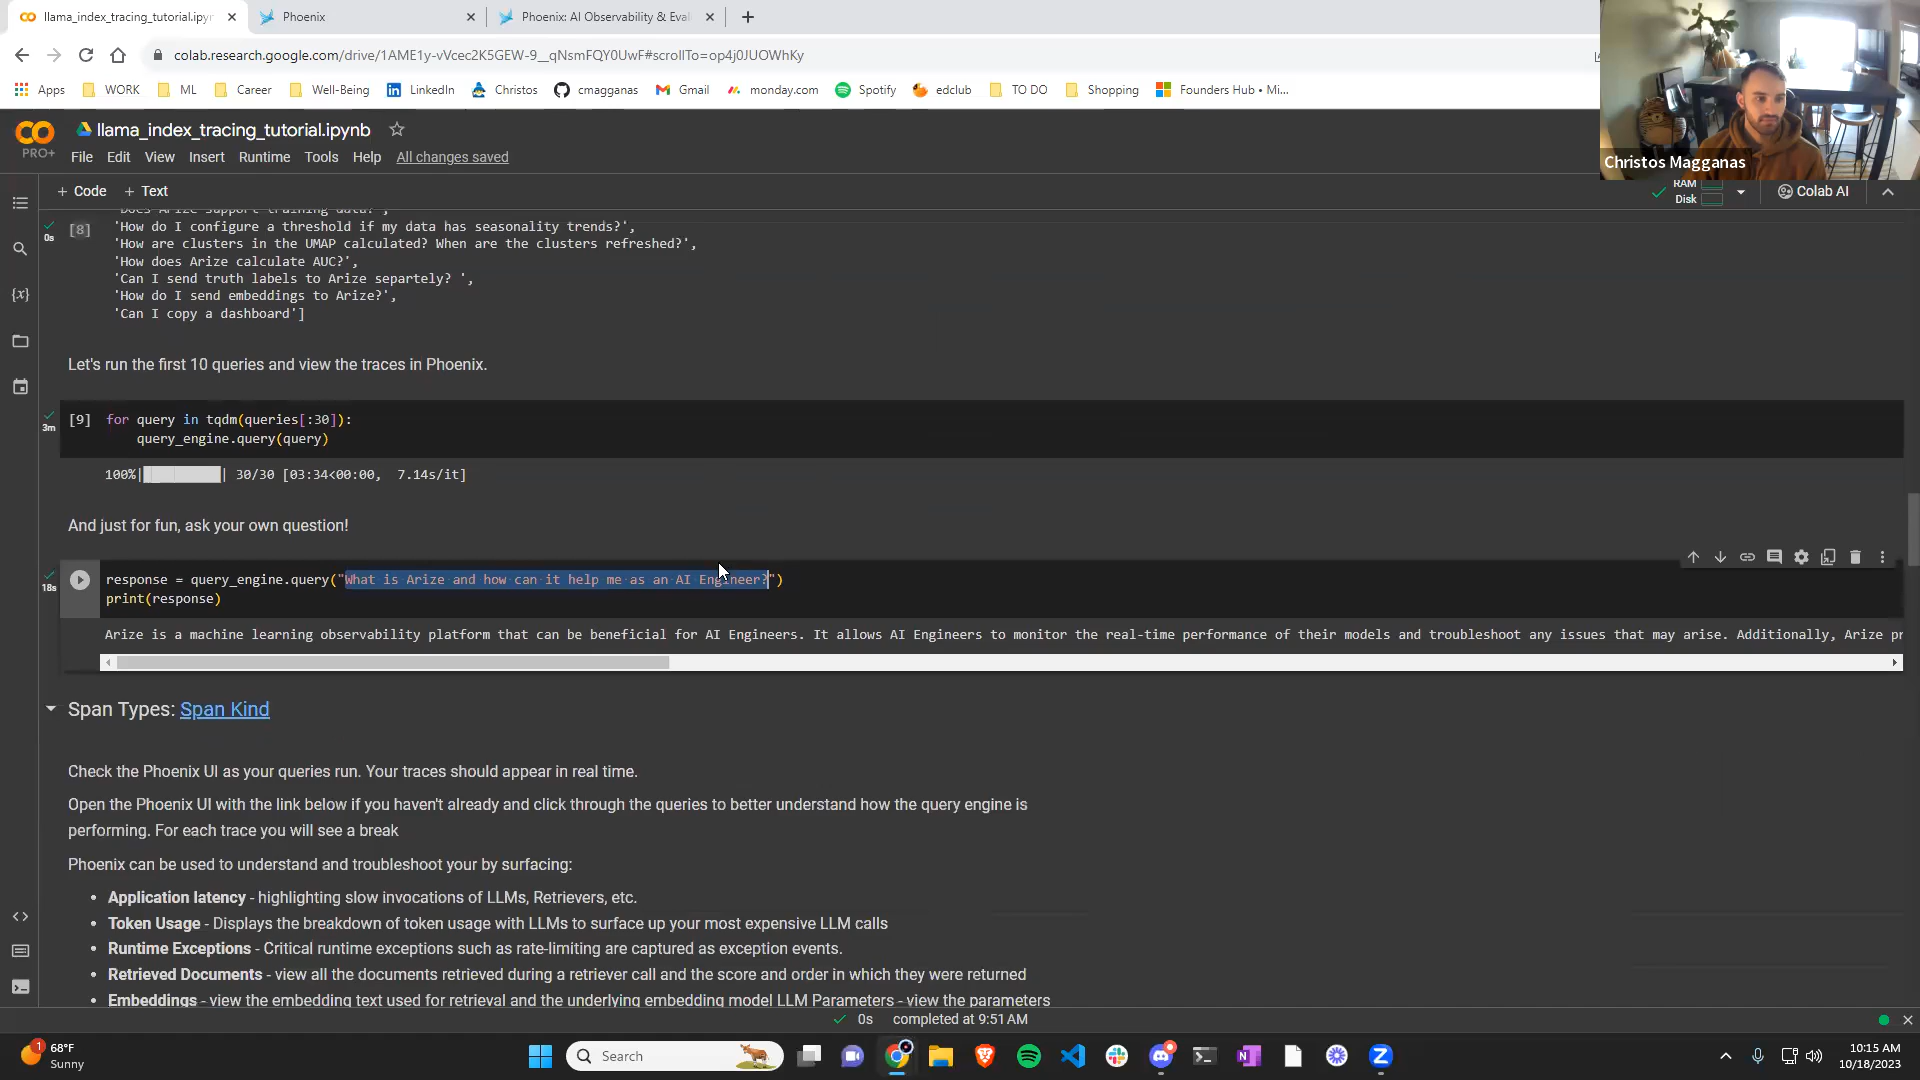 llama_index_tracing_tutorial.ipyn
Phoenix
Phoenix: AI Observability & Eval
colab.research.google.com/drive/1AME1y-vVcec2K5GEW-9__qNsmFQY0UwF#scrollTo=op4j0JUOWhKy
Apps
WORK
ML
Career
Well-Being
LinkedIn
Christos
cmagganas
Gmail
monday.com
Spotify
edclub
TO DO
Shopping
Founders Hub • Mi...
Christos Magganas
PRO+
llama_index_tracing_tutorial.ipynb
File Edit View Insert Runtime Tools Help All changes saved
+ Code + Text
RAM
Disk
Colab AI
'Does Arize support training data?',
[8]
0s
'How do I configure a threshold if my data has seasonality trends?',
'How are clusters in the UMAP calculated? When are the clusters refreshed?',
'How does Arize calculate AUC?',
'Can I send truth labels to Arize separtely? ',
'How do I send embeddings to Arize?',
'Can I copy a dashboard']
Let's run the first 10 queries and view the traces in Phoenix.
[9] for query in tqdm(queries[:30]):
3m
query_engine.query(query)
100%| | 30/30 [03:34<00:00, 7.14s/it]
And just for fun, ask your own question!
response = query_engine.query("What is Arize and how can it help me as an AI Engineer?")
18s
print(response)
Arize is a machine learning observability platform that can be beneficial for AI Engineers. It allows AI Engineers to monitor the real-time performance of their models and troubleshoot any issues that may arise. Additionally, Arize pr
Span Types: Span Kind
Check the Phoenix UI as your queries run. Your traces should appear in real time.
Open the Phoenix UI with the link below if you haven't already and click through the queries to better understand how the query engine is
performing. For each trace you will see a break
Phoenix can be used to understand and troubleshoot your by surfacing:
• Application latency - highlighting slow invocations of LLMs, Retrievers, etc.
• Token Usage - Displays the breakdown of token usage with LLMs to surface up your most expensive LLM calls
• Runtime Exceptions - Critical runtime exceptions such as rate-limiting are captured as exception events.
• Retrieved Documents - view all the documents retrieved during a retriever call and the score and order in which they were returned
• Embeddings - view the embedding text used for retrieval and the underlying embedding model LLM Parameters - view the parameters
0s completed at 9:51 AM
1
68°F
Sunny
Search
10:15 AM
10/18/2023